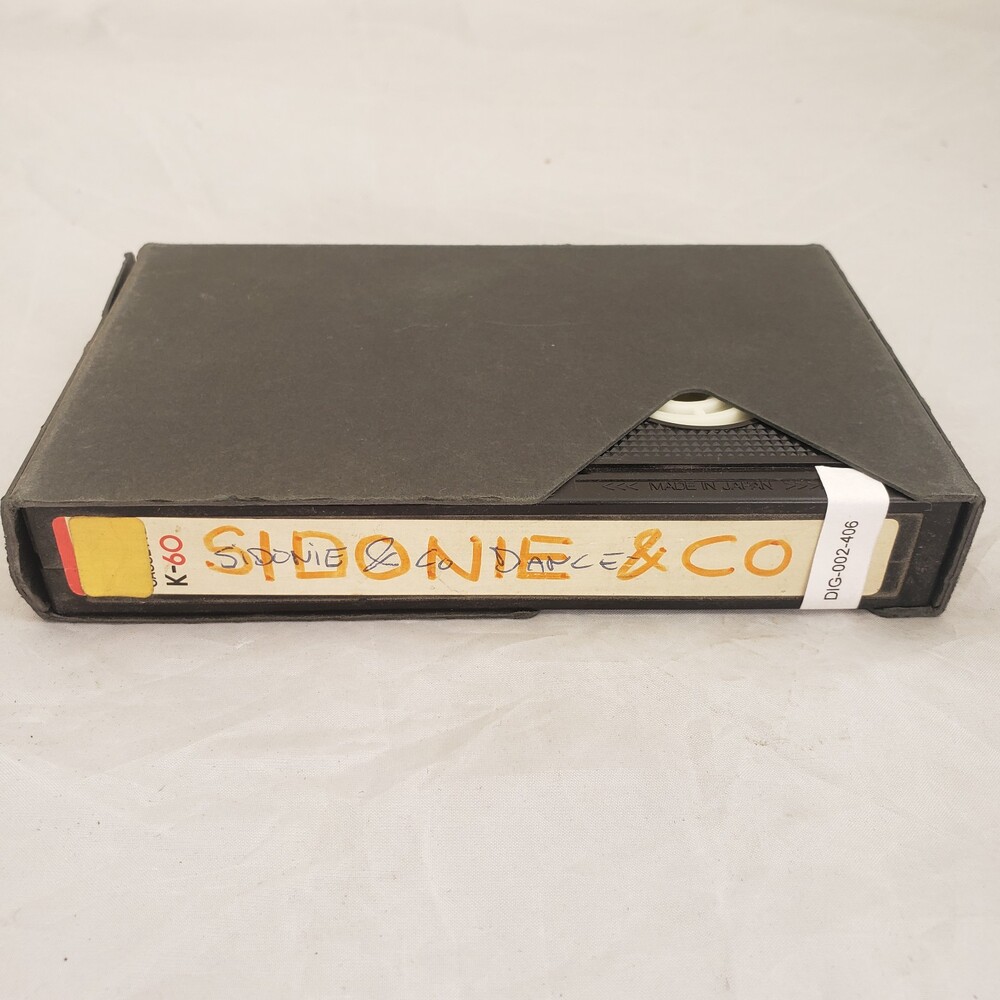 <<< MADE IN JAPAN >>>
K-60
SIDONIE & CO
SIDONIE & Co DANCE
DIG-002-406